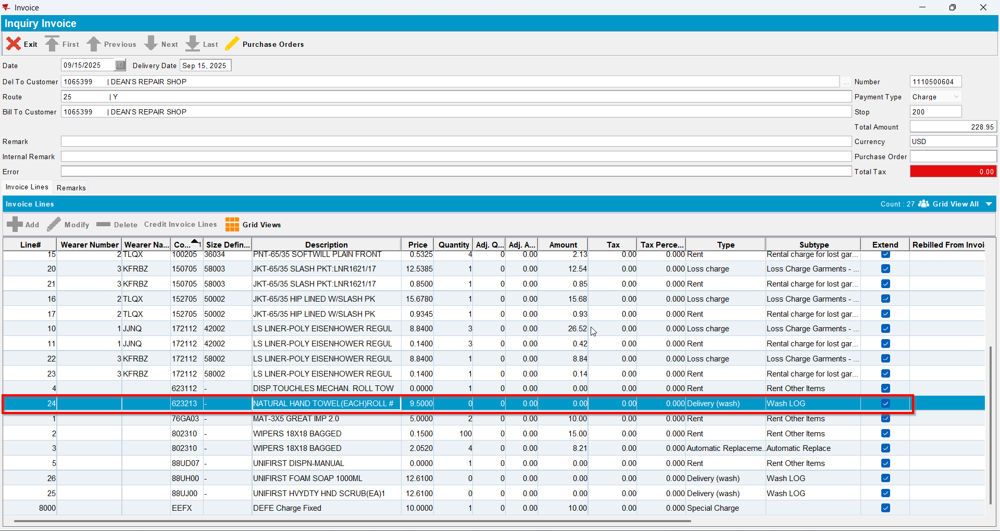 Invoice
Inquiry Invoice
Exit First Previous Next Last Purchase Orders
Date 09/15/2025 Delivery Date Sep 15, 2025
Del To Customer 1065399 | DEAN'S REPAIR SHOP ... Number 1110500604
Route 25 | Y Payment Type Charge
Bill To Customer 1065399 | DEAN'S REPAIR SHOP Stop 200
Total Amount 228.95
Remark Currency USD
Internal Remark Purchase Order
Error Total Tax 0.00
Invoice Lines Remarks
Invoice Lines Count : 27 Grid View All
Add Modify Delete Credit Invoice Lines Grid Views
Line# Wearer Number Wearer Na... Co... 1 Size Defin... Description Price Quantity Adj. Q... Adj. A... Amount Tax Tax Perce... Type Subtype Extend Rebilled From Invoi
15 2 TLQX 100205 36034 PNT-65/35 SOFTWILL PLAIN FRONT 0.5325 4 0 0.00 2.13 0.00 0.000 Rent Rental charge for lost gar...
20 3 KFRBZ 150705 58003 JKT-65/35 SLASH PKT:LNR1621/17 12.5385 1 0 0.00 12.54 0.00 0.000 Loss charge Loss Charge Garments - ...
21 3 KFRBZ 150705 58003 JKT-65/35 SLASH PKT:LNR1621/17 0.8500 1 0 0.00 0.85 0.00 0.000 Rent Rental charge for lost gar...
16 2 TLQX 152705 50002 JKT-65/35 HIP LINED W/SLASH PK 15.6780 1 0 0.00 15.68 0.00 0.000 Loss charge Loss Charge Garments - ...
17 2 TLQX 152705 50002 JKT-65/35 HIP LINED W/SLASH PK 0.9345 1 0 0.00 0.93 0.00 0.000 Rent Rental charge for lost gar...
10 1 JJNQ 172112 42002 LS LINER-POLY EISENHOWER REGUL 8.8400 3 0 0.00 26.52 0.00 0.000 Loss charge Loss Charge Garments - ...
11 1 JJNQ 172112 42002 LS LINER-POLY EISENHOWER REGUL 0.1400 3 0 0.00 0.42 0.00 0.000 Rent Rental charge for lost gar...
22 3 KFRBZ 172112 58002 LS LINER-POLY EISENHOWER REGUL 8.8400 1 0 0.00 8.84 0.00 0.000 Loss charge Loss Charge Garments - ...
23 3 KFRBZ 172112 58002 LS LINER-POLY EISENHOWER REGUL 0.1400 1 0 0.00 0.14 0.00 0.000 Rent Rental charge for lost gar...
4 623112 - DISP.TOUCHLES MECHAN. ROLL TOW 0.0000 1 0 0.00 0.00 0.00 0.000 Rent Rent Other Items
24 623213 - NATURAL HAND TOWEL(EACH)ROLL # 9.5000 0 0 0.00 0.00 0.00 0.000 Delivery (wash) Wash LOG
1 76GA03 - MAT-3X5 GREAT IMP 2.0 5.0000 2 0 0.00 10.00 0.00 0.000 Rent Rent Other Items
2 802310 - WIPERS 18X18 BAGGED 0.1500 100 0 0.00 15.00 0.00 0.000 Rent Rent Other Items
3 802310 - WIPERS 18X18 BAGGED 2.0520 4 0 0.00 8.21 0.00 0.000 Automatic Replaceme... Automatic Replace
5 88UD07 - UNIFIRST DISPN-MANUAL 0.0000 1 0 0.00 0.00 0.00 0.000 Rent Rent Other Items
26 88UH00 - UNIFIRST FOAM SOAP 1000ML 12.6100 0 0 0.00 0.00 0.00 0.000 Delivery (wash) Wash LOG
25 88UJ00 - UNIFIRST HVYDTY HND SCRUB(EA)1 12.6100 0 0 0.00 0.00 0.00 0.000 Delivery (wash) Wash LOG
8000 EEFX DEFE Charge Fixed 10.0000 1 0 0.00 10.00 0.00 0.000 Special Charge